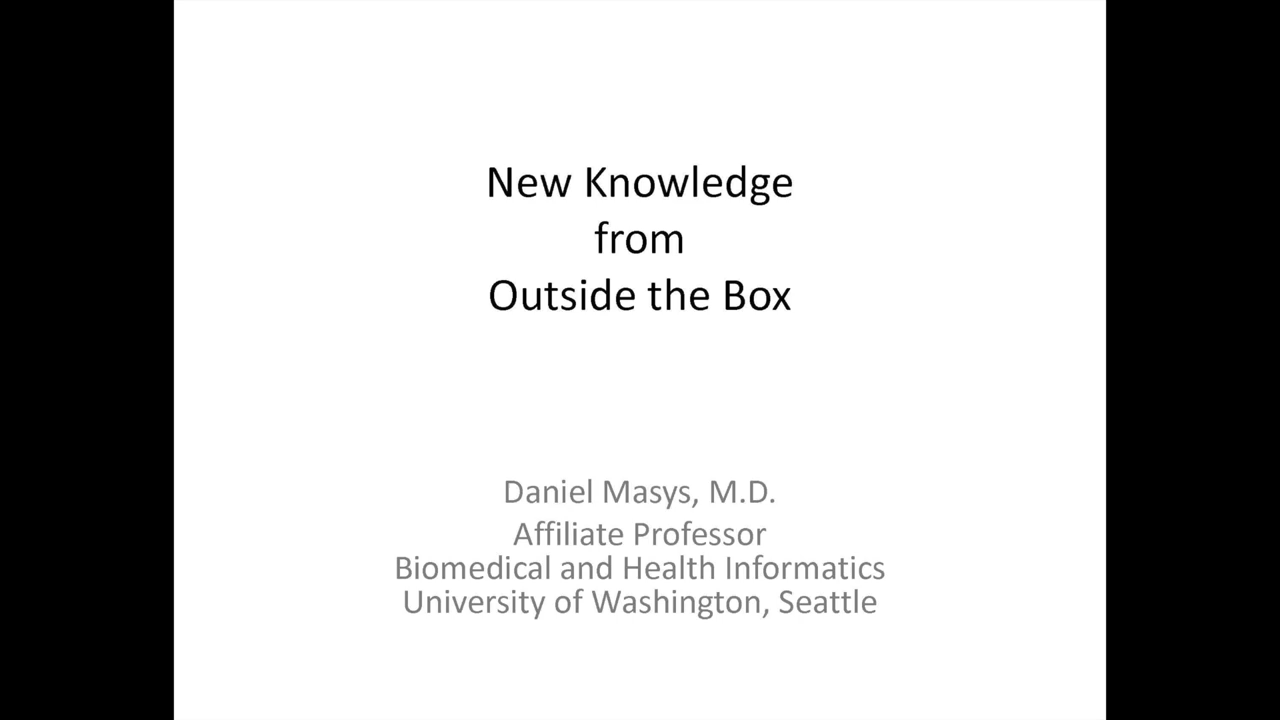 New Knowledge
from
Outside the Box
Daniel Masys, M.D.
Affiliate Professor
Biomedical and Health Informatics
University of Washington, Seattle